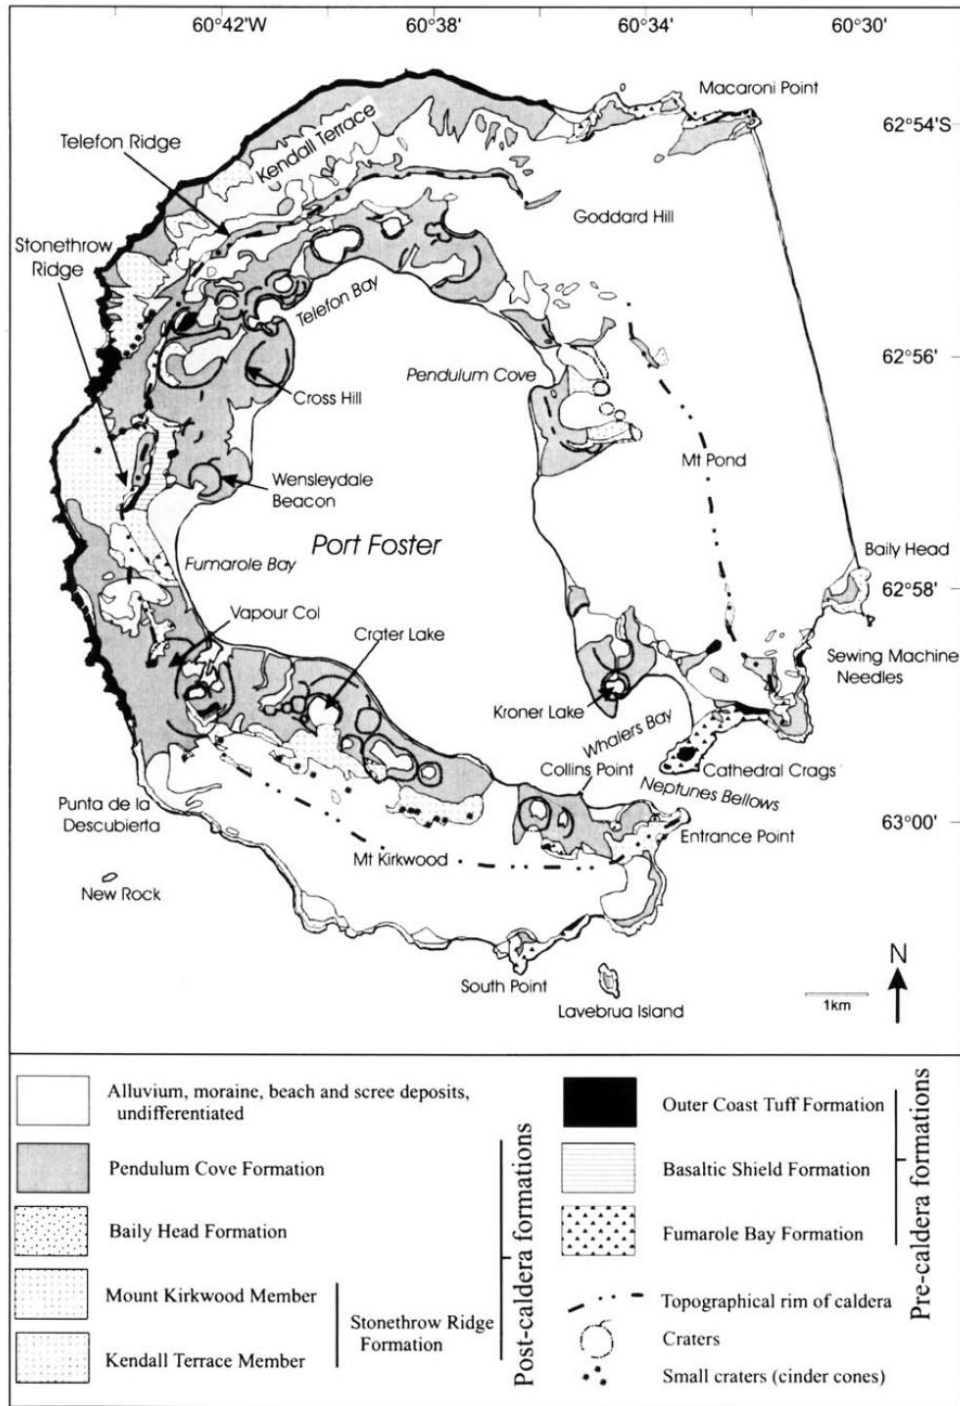 60°42'W
60°38'
60°34'
60°30'
Macaroni Point
62°54'S
Telefon Ridge
Kendall Terrace
Goddard Hill
Stonethrow
Ridge
Telefon Bay
62°56'
Pendulum Cove
Cross Hill
Mt Pond
Wensleydale
Beacon
Port Foster
Baily Head
Fumarole Bay
62°58'
Vapour Col
Crater Lake
Sewing Machine
Needles
Kroner Lake
Whalers Bay
Collins Point
Cathedral Crags
Neptunes Bellows
Punta de la
Descubierta
63°00'
Entrance Point
Mt Kirkwood
New Rock
N
South Point
1km
Lavebrua Island
Alluvium, moraine, beach and scree deposits,
undifferentiated
Pendulum Cove Formation
Baily Head Formation
Mount Kirkwood Member
Kendall Terrace Member
Stonethrow Ridge
Formation
Post-caldera formations
Outer Coast Tuff Formation
Basaltic Shield Formation
Fumarole Bay Formation
Pre-caldera formations
Topographical rim of caldera
Craters
Small craters (cinder cones)